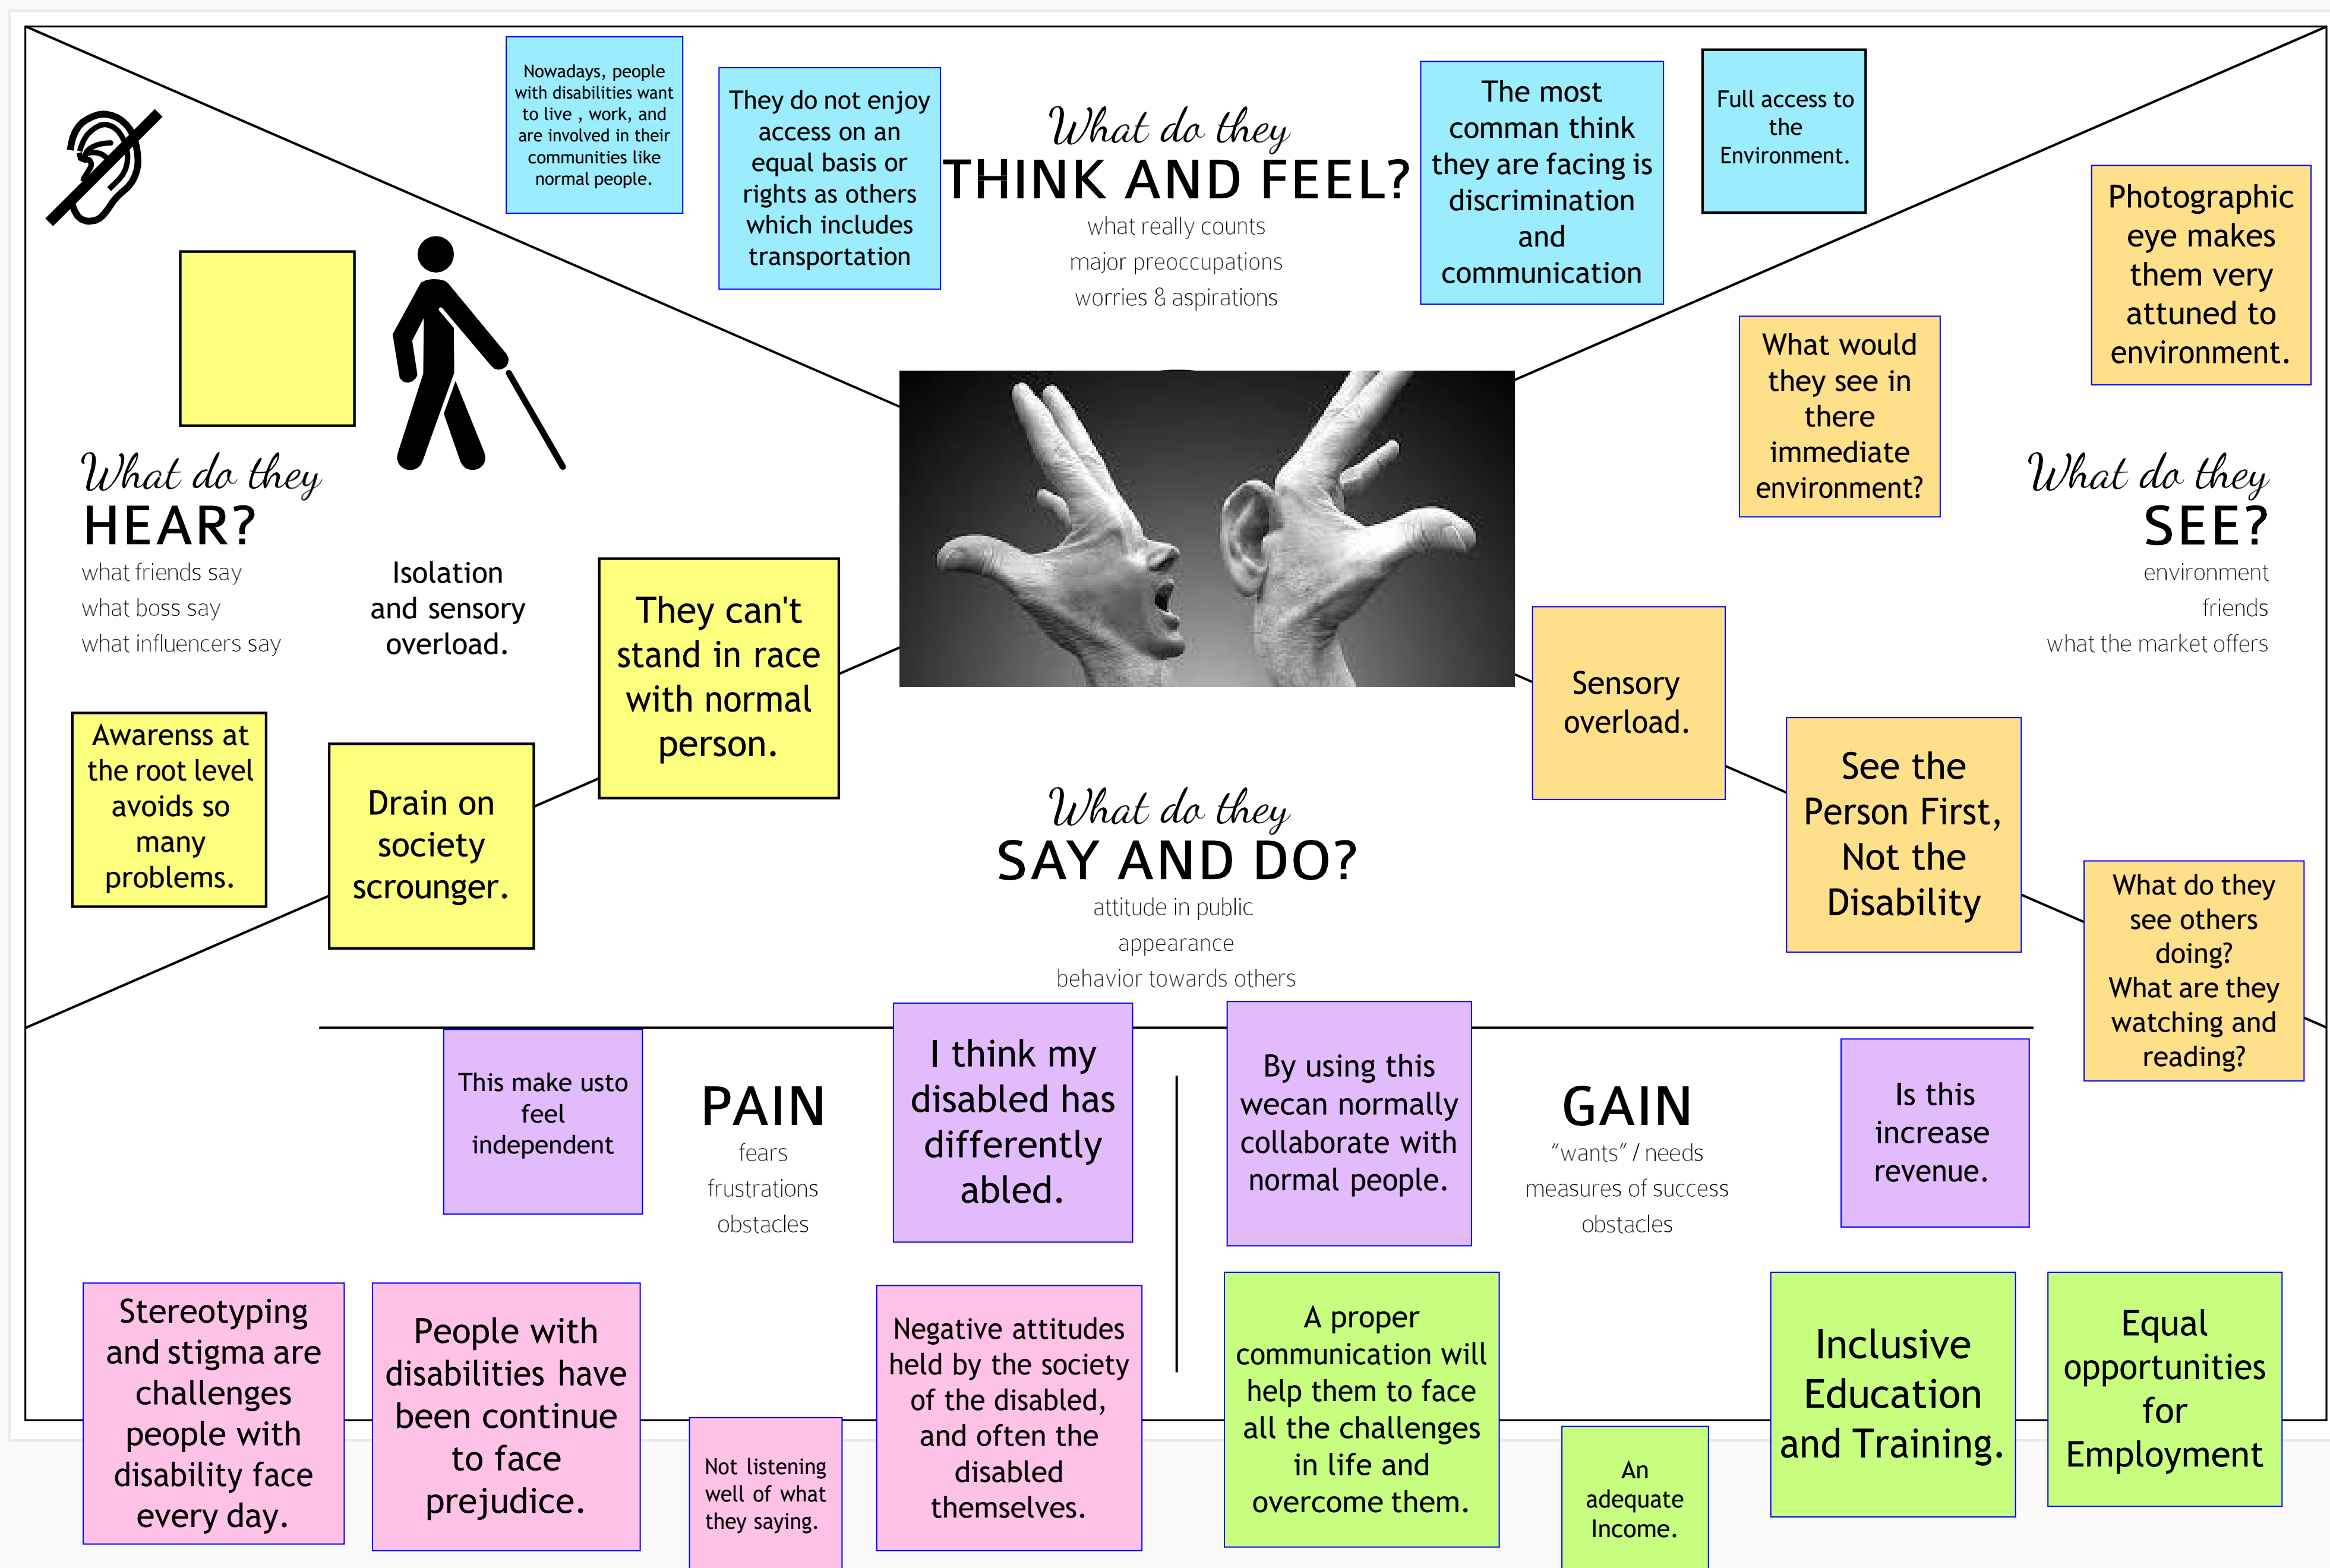 Nowadays, people
with disabilities want
to live , work, and
are involved in their
communities like
normal people.
They do not enjoy
access on an
equal basis or
rights as others
which includes
transportation
What do they
THINK AND FEEL?
what really counts
major preoccupations
worries & aspirations
The most
comman think
they are facing is
discrimination
and
communication
Full access to
the
Environment.
Photographic
eye makes
them very
attuned to
environment.
What would
they see in
there
immediate
environment?
What do they
HEAR?
what friends say
what boss say
what influencers say
Isolation
and sensory
overload.
They can't
stand in race
with normal
person.
Awarenss at
the root level
avoids so
many
problems.
Drain on
society
scrounger.
What do they
SEE?
environment
friends
what the market offers
Sensory
overload.
See the
Person First,
Not the
Disability
What do they
see others
doing?
What are they
watching and
reading?
What do they
SAY AND DO?
attitude in public
appearance
behavior towards others
This make usto
feel
independent
PAIN
fears
frustrations
obstacles
I think my
disabled has
differently
abled.
By using this
wecan normally
collaborate with
normal people.
GAIN
“wants” / needs
measures of success
obstacles
Is this
increase
revenue.
Stereotyping
and stigma are
challenges
people with
disability face
every day.
People with
disabilities have
been continue
to face
prejudice.
Not listening
well of what
they saying.
Negative attitudes
held by the society
of the disabled,
and often the
disabled
themselves.
A proper
communication will
help them to face
all the challenges
in life and
overcome them.
An
adequate
Income.
Inclusive
Education
and Training.
Equal
opportunities
for
Employment